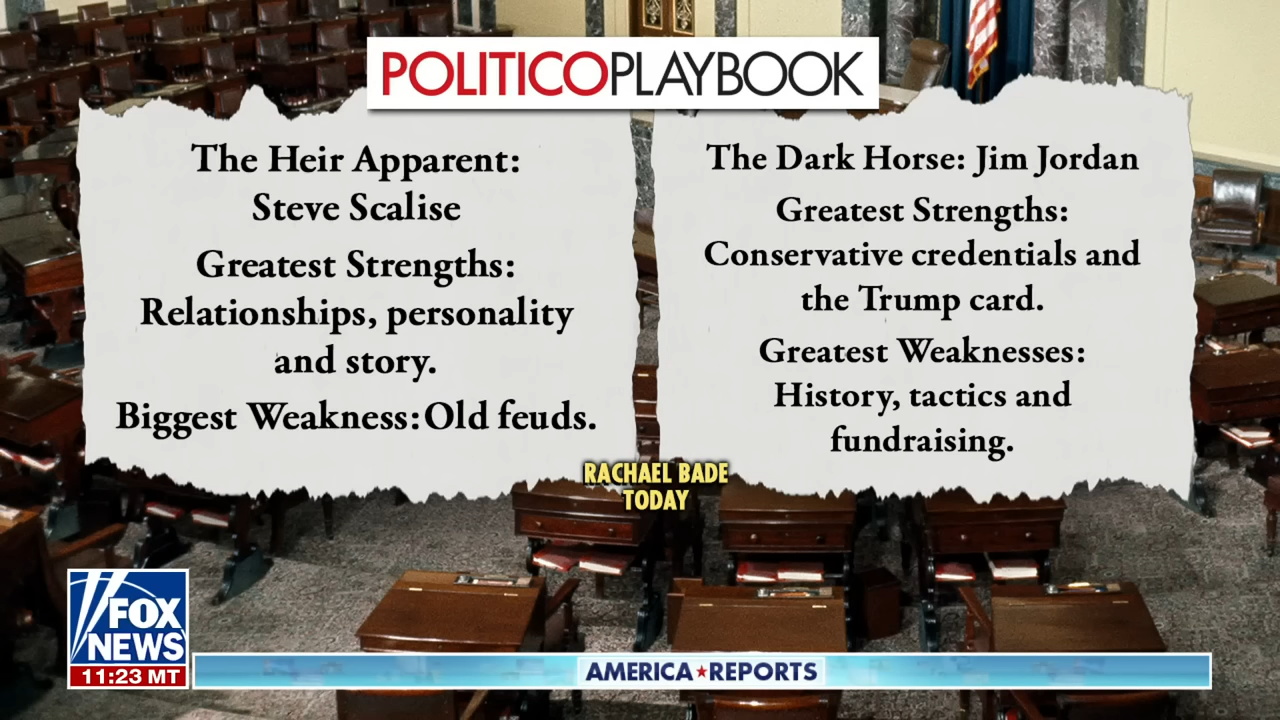 POLITICOPLAYBOOK
The Heir Apparent:
Steve Scalise
Greatest Strengths:
Relationships, personality
and story.
Biggest Weakness: Old feuds.
The Dark Horse: Jim Jordan
Greatest Strengths:
Conservative credentials and
the Trump card.
Greatest Weaknesses:
History, tactics and
fundraising.
RACHAEL BADE
TODAY
FOX
NEWS
11:23 MT
AMERICA★REPORTS